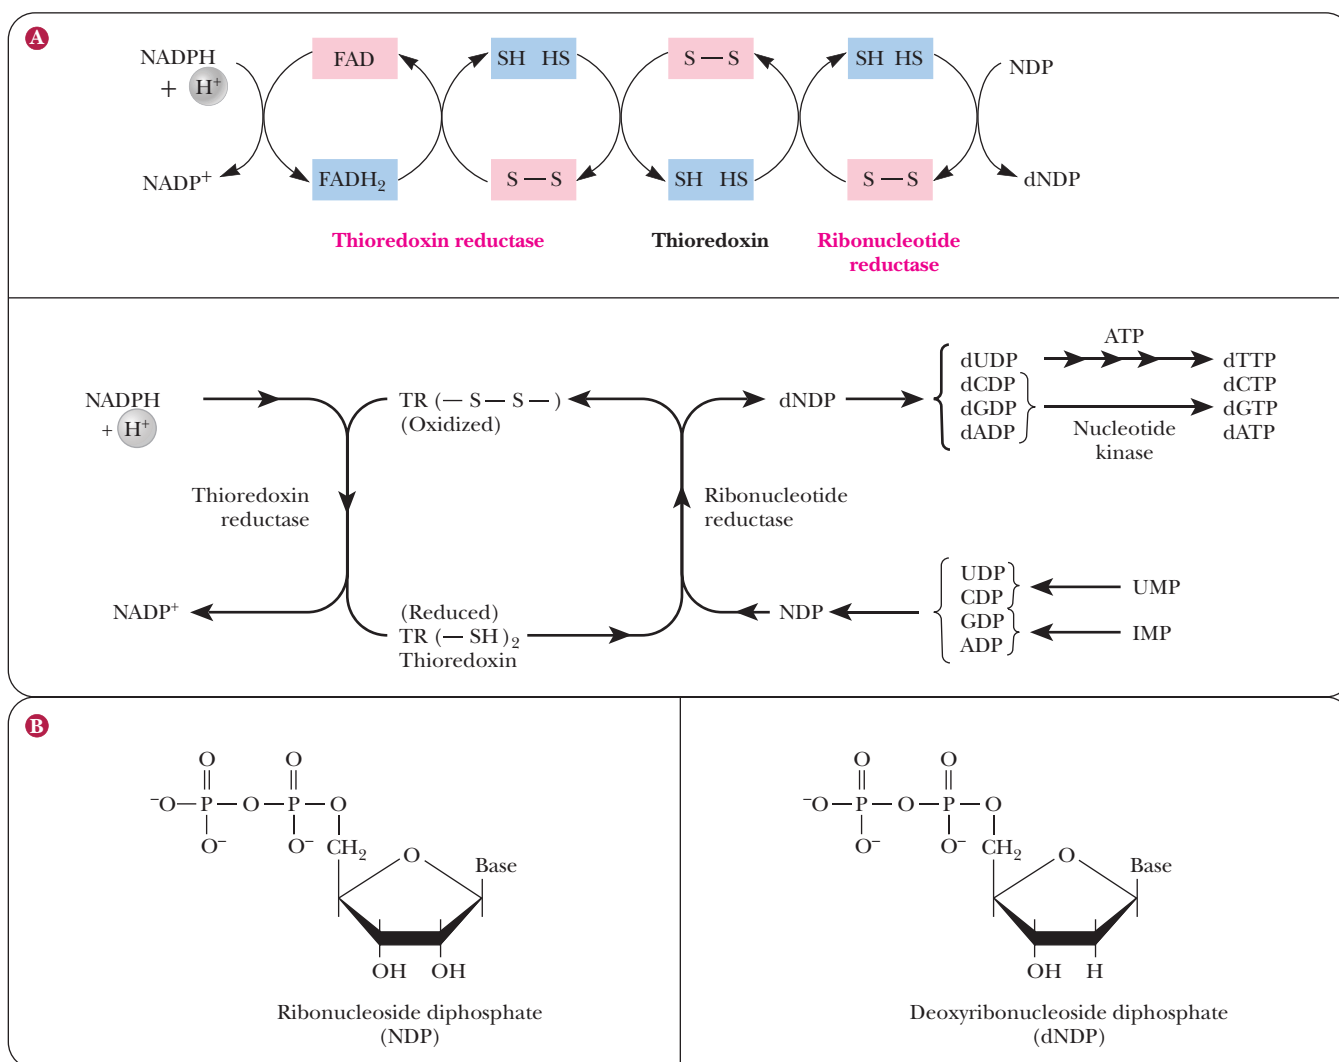 A
NADPH
+ H⁺
NADP⁺
FAD
FADH₂
SH HS
S — S
S — S
SH HS
SH HS
S — S
NDP
dNDP
Thioredoxin reductase
Thioredoxin
Ribonucleotide
reductase
NADPH
+ H⁺
NADP⁺
Thioredoxin
reductase
TR (— S — S —)
(Oxidized)
(Reduced)
TR (— SH)₂
Thioredoxin
Ribonucleotide
reductase
dNDP
NDP
dUDP
dCDP
dGDP
dADP
ATP
Nucleotide
kinase
dTTP
dCTP
dGTP
dATP
UDP
CDP
GDP
ADP
UMP
IMP
B
O O
⁻O—P — O — P — O
O⁻ O⁻ CH₂
O Base
OH OH
Ribonucleoside diphosphate
(NDP)
O O
⁻O — P — O — P — O
O⁻ O⁻ CH₂
O Base
OH H
Deoxyribonucleoside diphosphate
(dNDP)